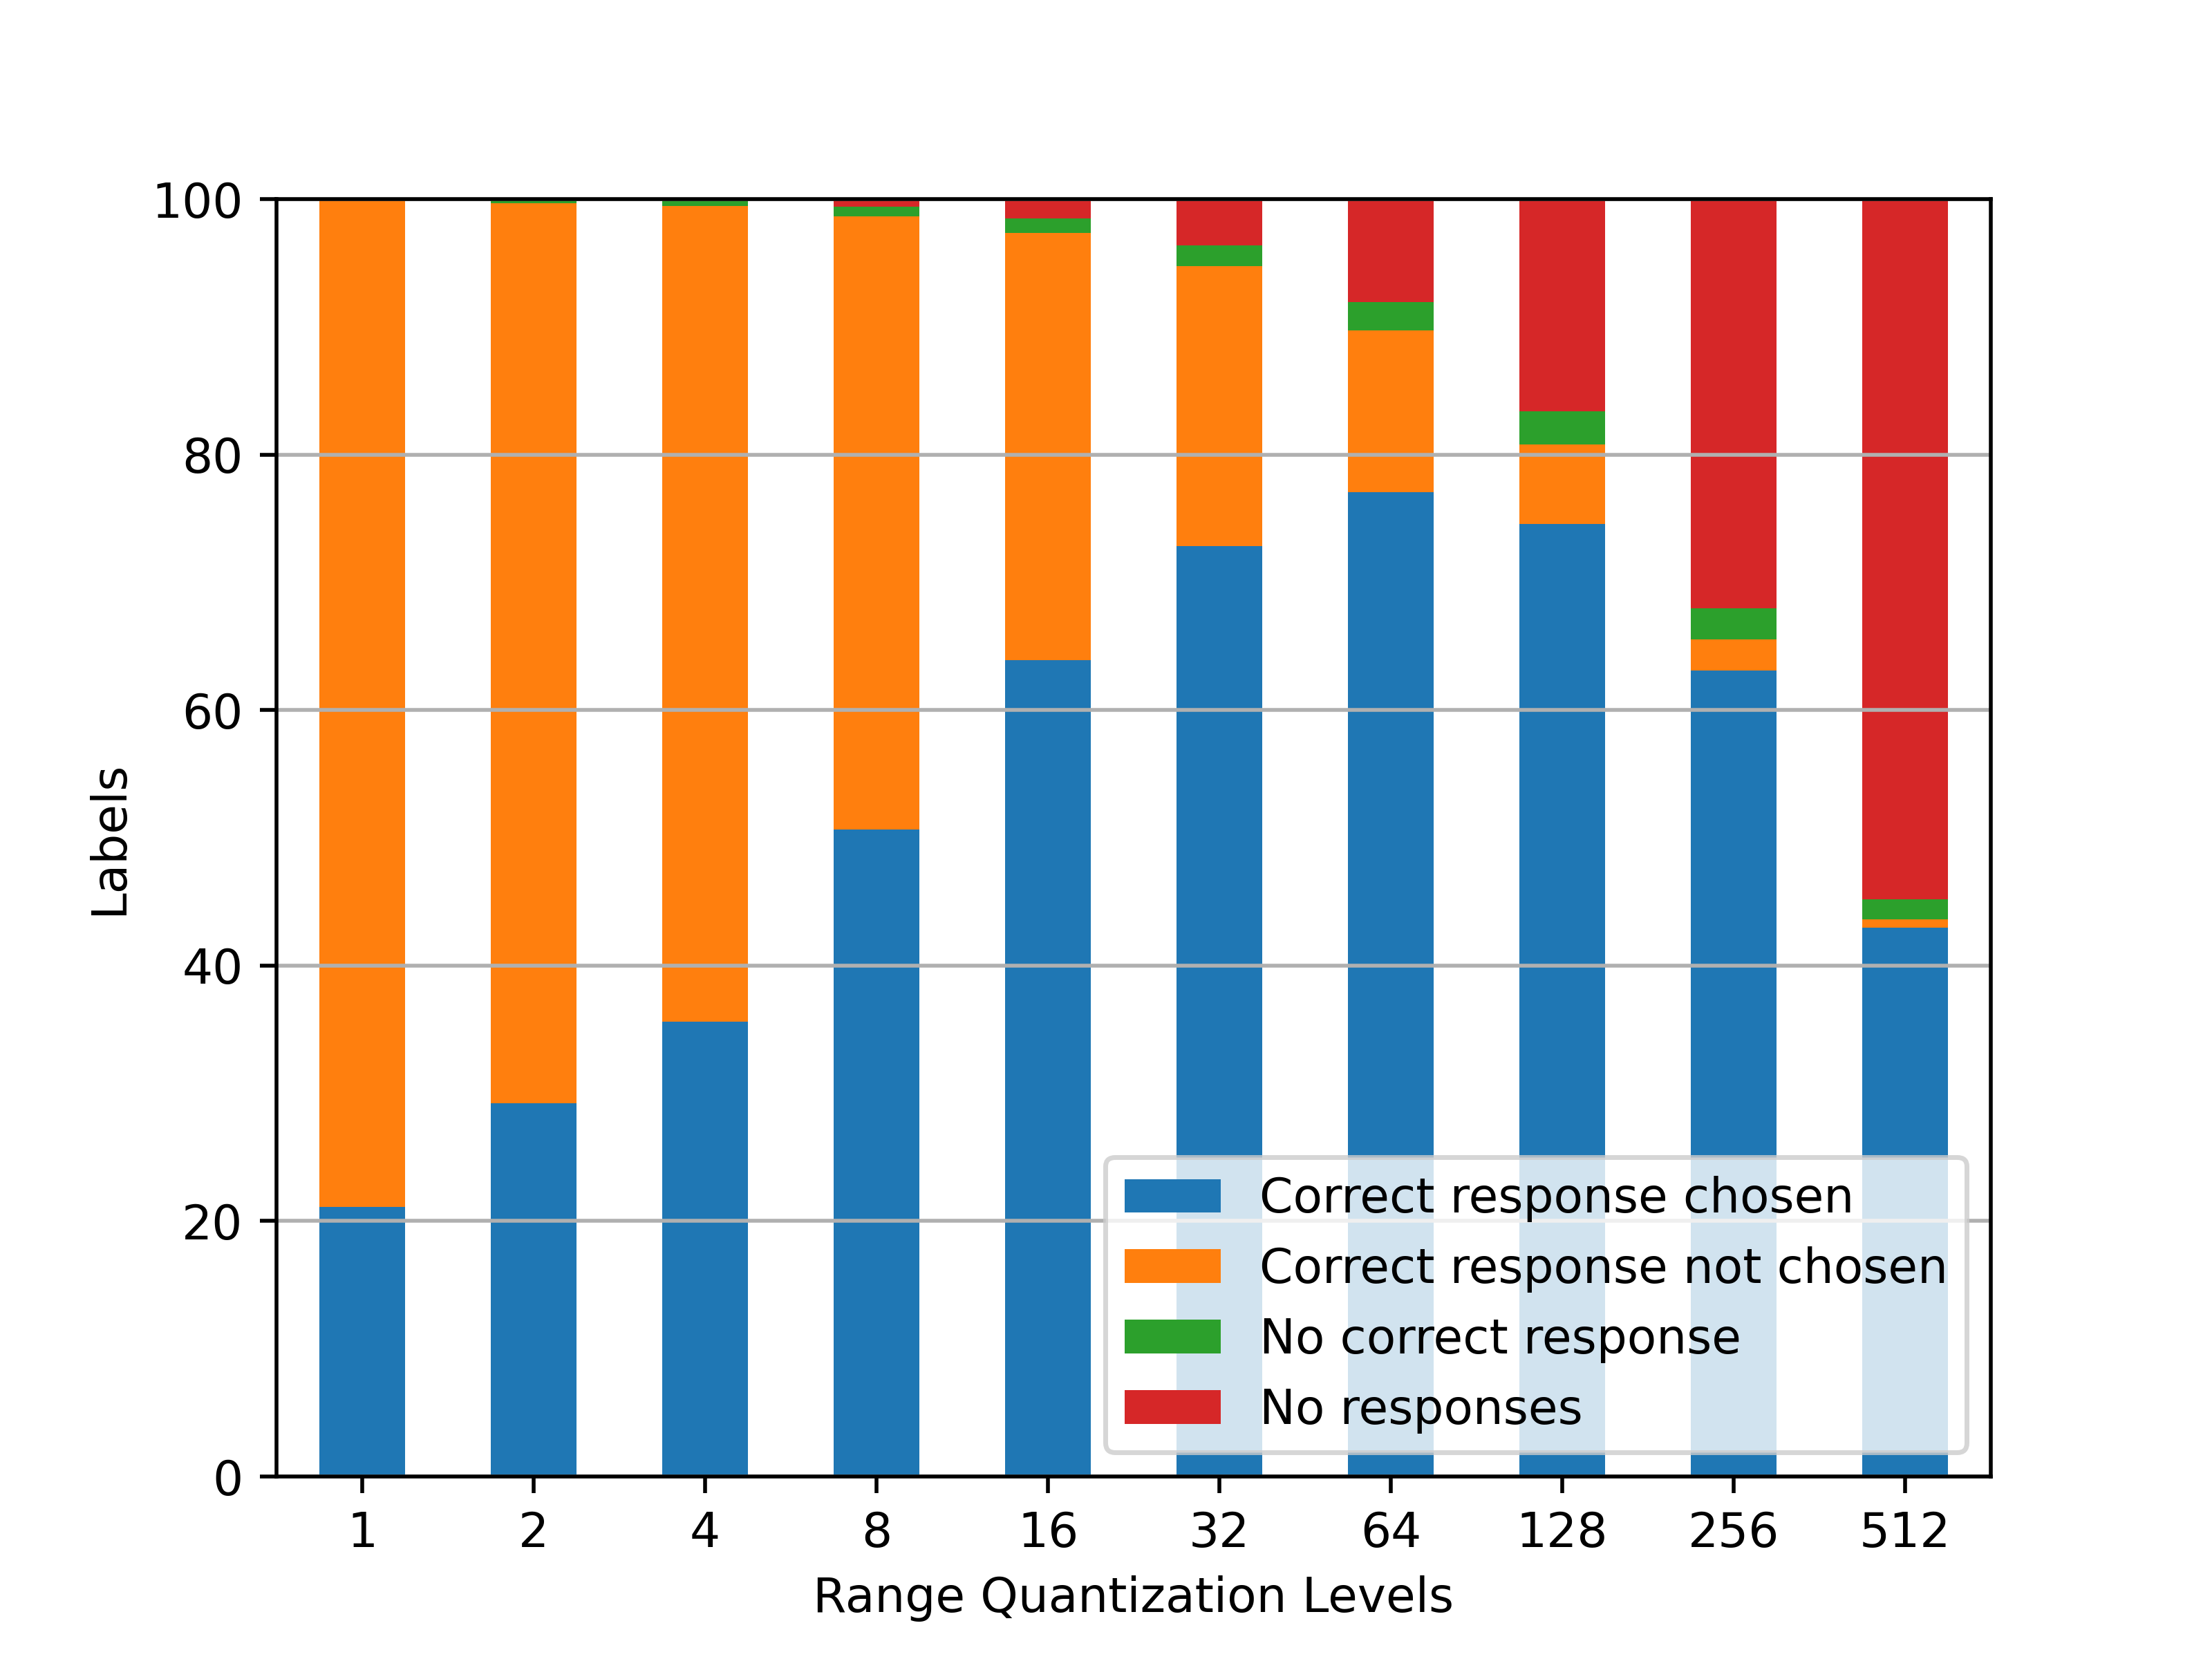 100
80
60
40
20
0
Labels
Correct response chosen
Correct response not chosen
No correct response
No responses
1 2 4 8 16 32 64 128 256 512
Range Quantization Levels